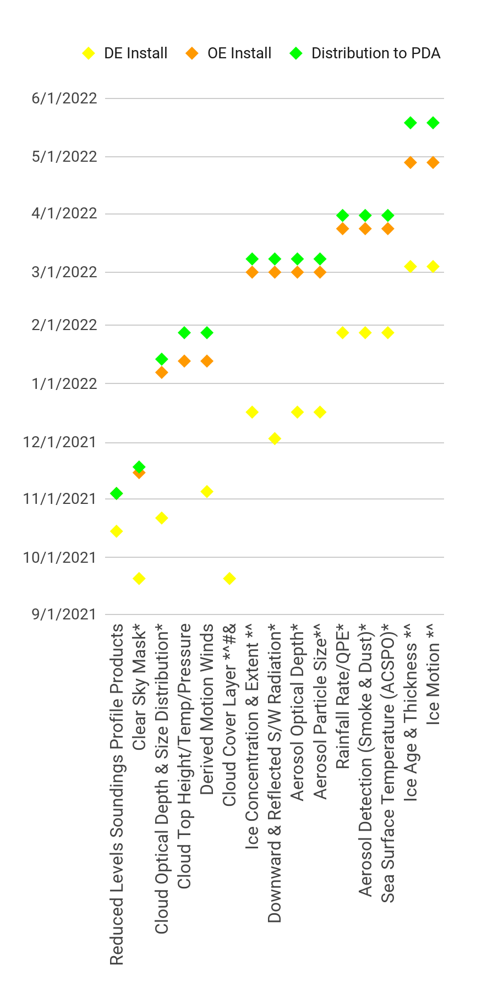 DE Install OE Install Distribution to PDA
6/1/2022
5/1/2022
4/1/2022
3/1/2022
2/1/2022
1/1/2022
12/1/2021
11/1/2021
10/1/2021
9/1/2021
Reduced Levels Soundings Profile Products
Clear Sky Mask*
Cloud Optical Depth & Size Distribution*
Cloud Top Height/Temp/Pressure
Derived Motion Winds
Cloud Cover Layer *^#&
Ice Concentration & Extent *^
Downward & Reflected S/W Radiation*
Aerosol Optical Depth*
Aerosol Particle Size*^
Rainfall Rate/QPE*
Aerosol Detection (Smoke & Dust)*
Sea Surface Temperature (ACSPO)*
Ice Age & Thickness *^
Ice Motion *^